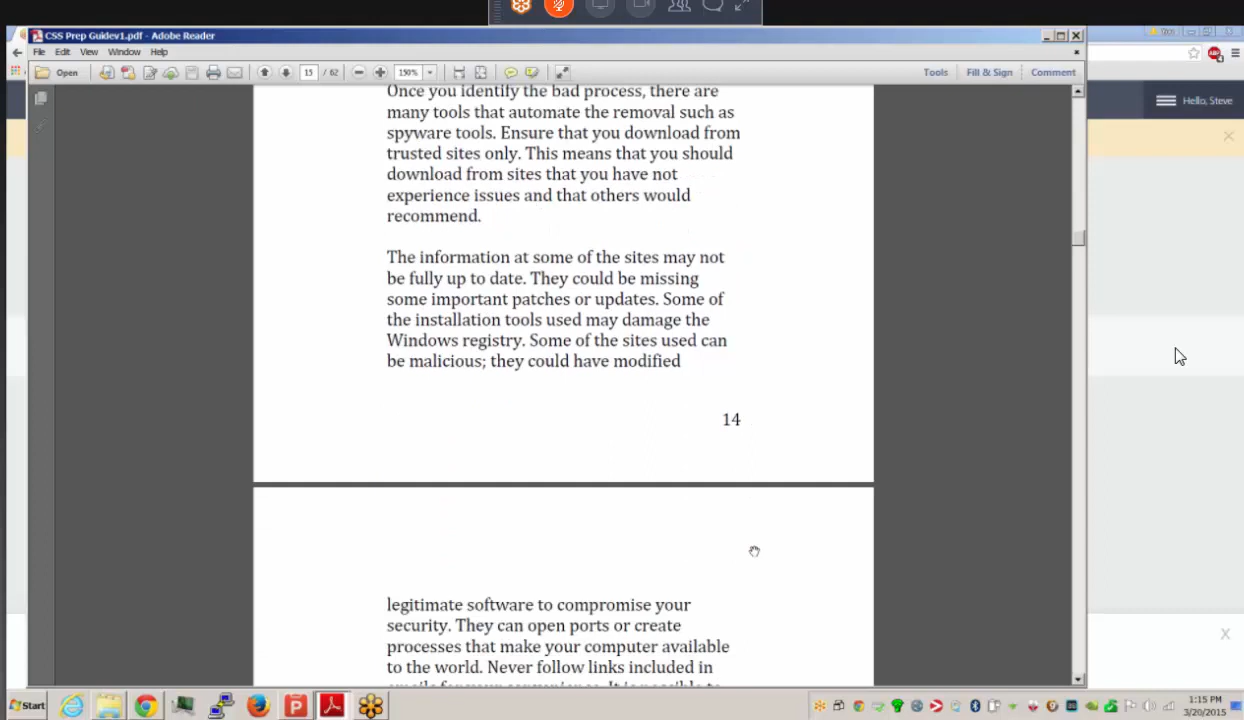 CSS Prep Guidev1.pdf - Adobe Reader
File Edit View Window Help
Open 15 / 62 150% Tools Fill & Sign Comment
Hello, Steve
Once you identify the bad process, there are
many tools that automate the removal such as
spyware tools. Ensure that you download from
trusted sites only. This means that you should
download from sites that you have not
experience issues and that others would
recommend.
The information at some of the sites may not
be fully up to date. They could be missing
some important patches or updates. Some of
the installation tools used may damage the
Windows registry. Some of the sites used can
be malicious; they could have modified
14
legitimate software to compromise your
security. They can open ports or create
processes that make your computer available
to the world. Never follow links included in
Start
1:15 PM
3/20/2015